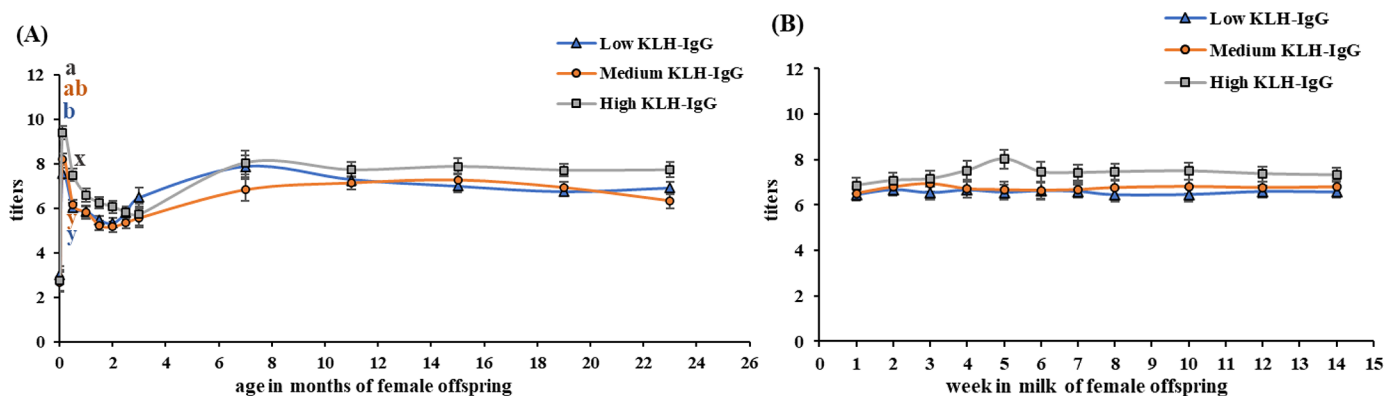 (A)
Low KLH-IgG
Medium KLH-IgG
High KLH-IgG
12
10
8
6
4
2
0
titers
a
ab
b
x
y
y
0 2 4 6 8 10 12 14 16 18 20 22 24 26
age in months of female offspring
(B)
Low KLH-IgG
Medium KLH-IgG
High KLH-IgG
12
10
8
6
4
2
0
titers
0 1 2 3 4 5 6 7 8 9 10 11 12 13 14 15
week in milk of female offspring